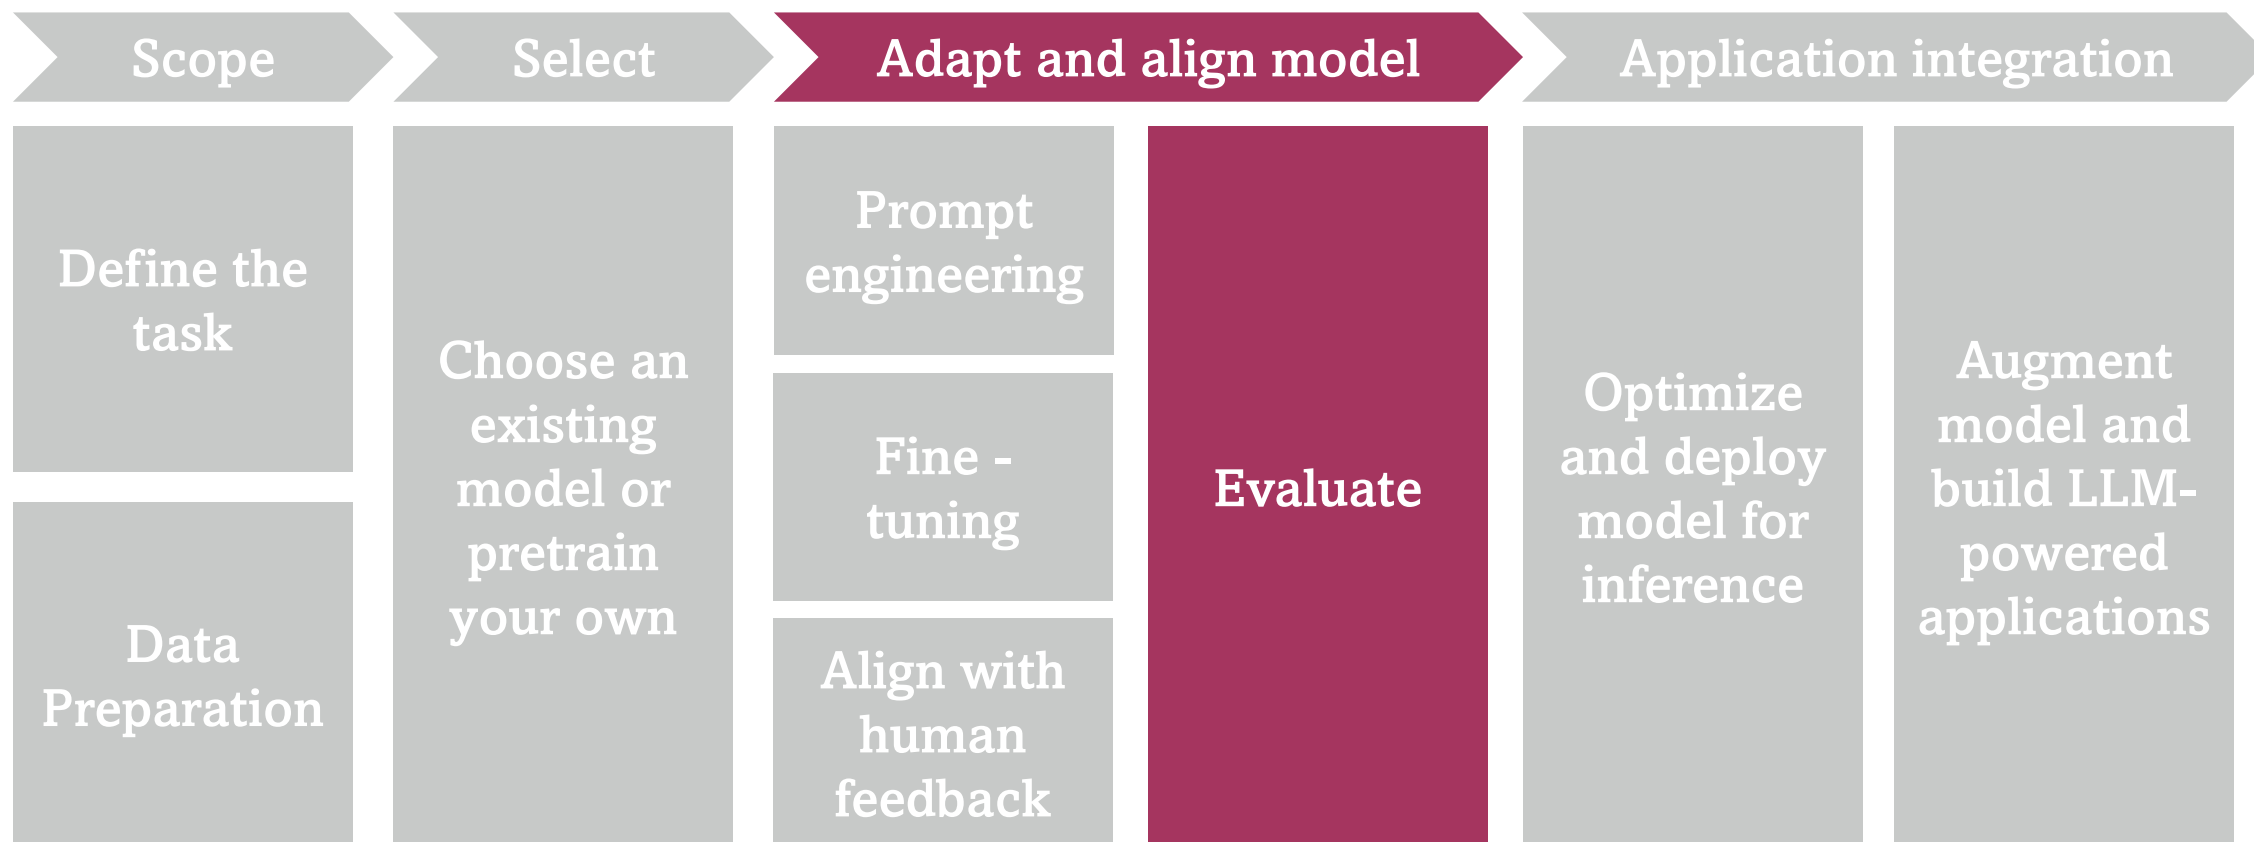 Scope
Select
Adapt and align model
Application integration
Define the
task
Data
Preparation
Choose an
existing
model or
pretrain
your own
Prompt
engineering
Fine -
tuning
Align with
human
feedback
Evaluate
Optimize
and deploy
model for
inference
Augment
model and
build LLM-
powered
applications